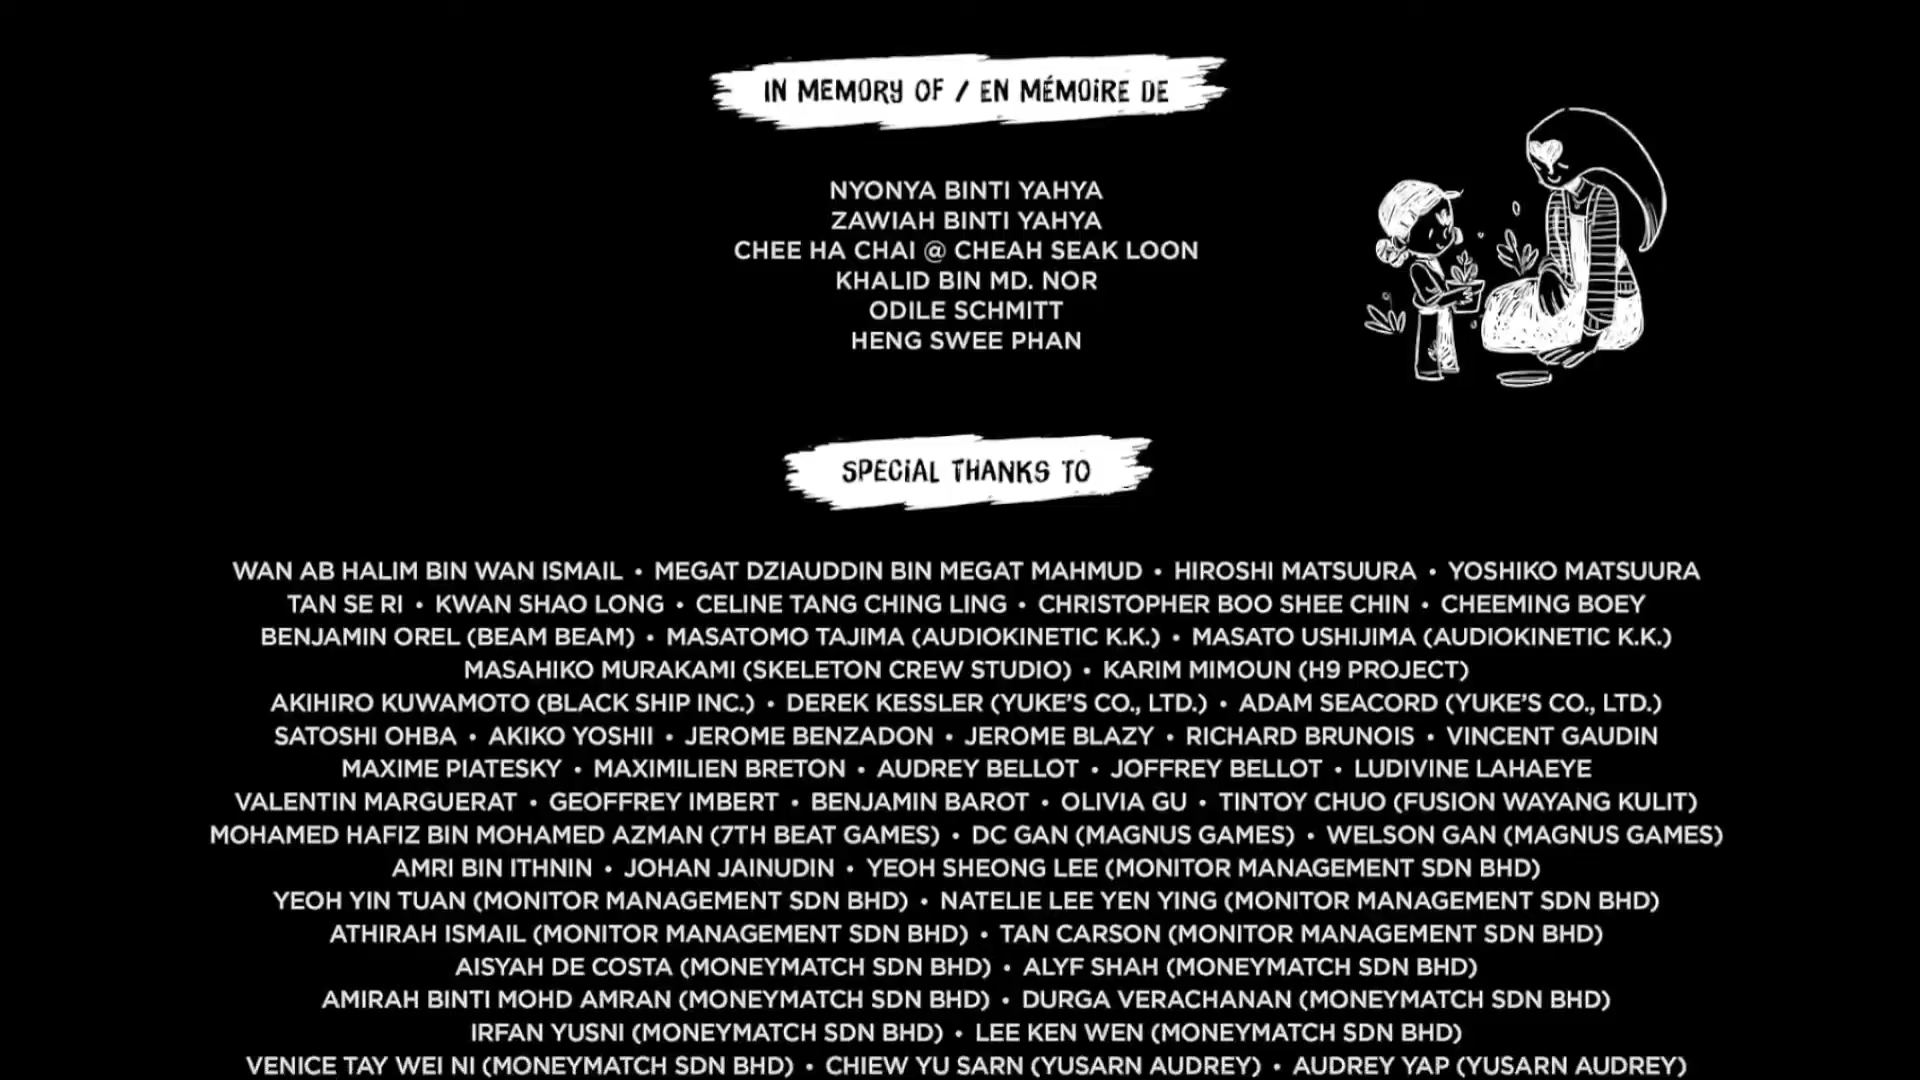 IN MEMORY OF / EN MÉMOIRE DE
NYONYA BINTI YAHYA
ZAWIAH BINTI YAHYA
CHEE HA CHAI @ CHEAH SEAK LOON
KHALID BIN MD. NOR
ODILE SCHMITT
HENG SWEE PHAN
SPECIAL THANKS TO
WAN AB HALIM BIN WAN ISMAIL • MEGAT DZIAUDDIN BIN MEGAT MAHMUD • HIROSHI MATSUURA • YOSHIKO MATSUURA
TAN SE RI • KWAN SHAO LONG • CELINE TANG CHING LING • CHRISTOPHER BOO SHEE CHIN • CHEEMING BOEY
BENJAMIN OREL (BEAM BEAM) • MASATOMO TAJIMA (AUDIOKINETIC K.K.) • MASATO USHIJIMA (AUDIOKINETIC K.K.)
MASAHIKO MURAKAMI (SKELETON CREW STUDIO) • KARIM MIMOUN (H9 PROJECT)
AKIHIRO KUWAMOTO (BLACK SHIP INC.) • DEREK KESSLER (YUKE'S CO., LTD.) • ADAM SEACORD (YUKE'S CO., LTD.)
SATOSHI OHBA • AKIKO YOSHII • JEROME BENZADON • JEROME BLAZY • RICHARD BRUNOIS • VINCENT GAUDIN
MAXIME PIATESKY • MAXIMILIEN BRETON • AUDREY BELLOT • JOFFREY BELLOT • LUDIVINE LAHAEYE
VALENTIN MARGUERAT • GEOFFREY IMBERT • BENJAMIN BAROT • OLIVIA GU • TINTOY CHUO (FUSION WAYANG KULIT)
MOHAMED HAFIZ BIN MOHAMED AZMAN (7TH BEAT GAMES) • DC GAN (MAGNUS GAMES) • WELSON GAN (MAGNUS GAMES)
AMRI BIN ITHNIN • JOHAN JAINUDIN • YEOH SHEONG LEE (MONITOR MANAGEMENT SDN BHD)
YEOH YIN TUAN (MONITOR MANAGEMENT SDN BHD) • NATELIE LEE YEN YING (MONITOR MANAGEMENT SDN BHD)
ATHIRAH ISMAIL (MONITOR MANAGEMENT SDN BHD) • TAN CARSON (MONITOR MANAGEMENT SDN BHD)
AISYAH DE COSTA (MONEYMATCH SDN BHD) • ALYF SHAH (MONEYMATCH SDN BHD)
AMIRAH BINTI MOHD AMRAN (MONEYMATCH SDN BHD) • DURGA VERACHANAN (MONEYMATCH SDN BHD)
IRFAN YUSNI (MONEYMATCH SDN BHD) • LEE KEN WEN (MONEYMATCH SDN BHD)
VENICE TAY WEI NI (MONEYMATCH SDN BHD) • CHIEW YU SARN (YUSARN AUDREY) • AUDREY YAP (YUSARN AUDREY)